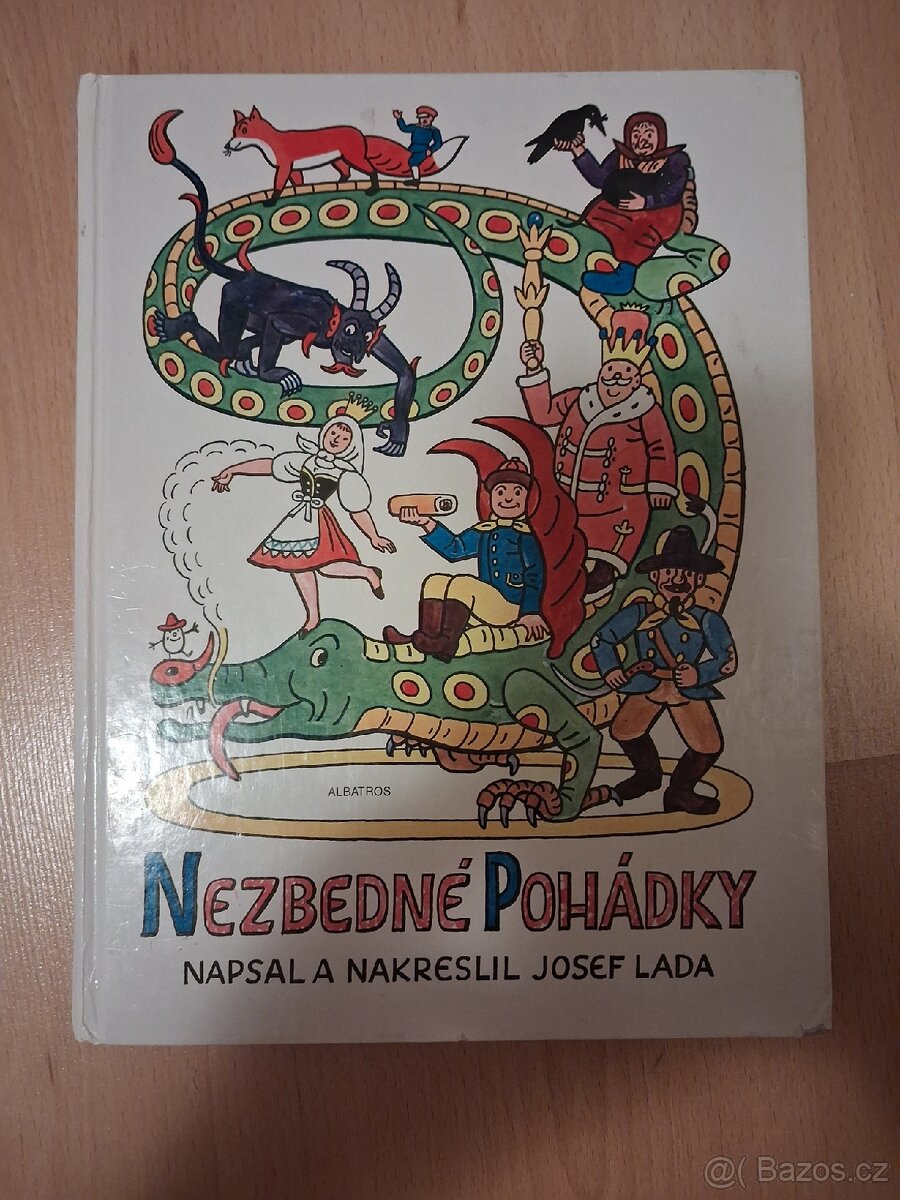 ALBATROS
NEZBEDNÉ POHÁDKY
NAPSAL A NAKRESLIL JOSEF LADA
@( Bazos.cz